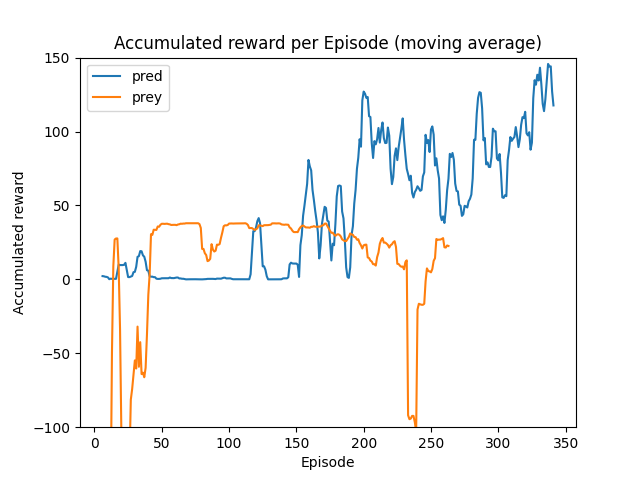 Accumulated reward per Episode (moving average)
pred
prey
Accumulated reward
150
100
50
0
−50
−100
0
50
100
150
200
250
300
350
Episode